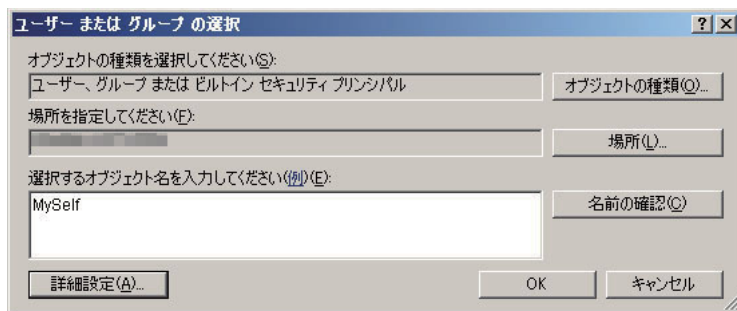 ユーザー または グループ の選択
オブジェクトの種類を選択してください(S):
ユーザー、グループ または ビルトイン セキュリティ プリンシパル
オブジェクトの種類(O)...
場所を指定してください(F):
場所(L)...
選択するオブジェクト名を入力してください(例)(E):
MySelf
名前の確認(C)
詳細設定(A)...
OK
キャンセル